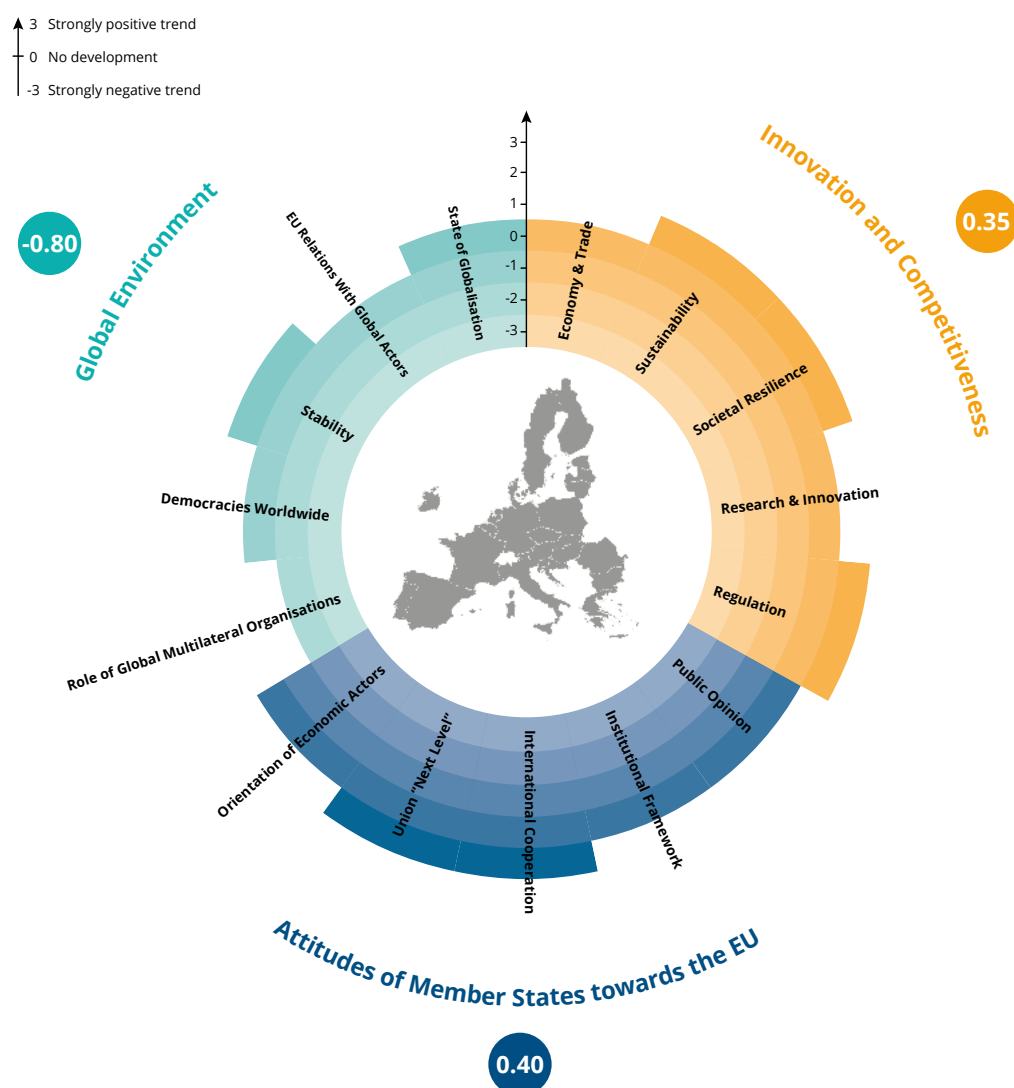 3 Strongly positive trend
0 No development
-3 Strongly negative trend
3
2
1
0
-1
-2
-3
Innovation and Competitiveness
0.35
Economy & Trade
Sustainability
Societal Resilience
Research & Innovation
Regulation
Public Opinion
Institutional Framework
International Cooperation
Union "Next Level"
Orientation of Economic Actors
Attitudes of Member States towards the EU
0.40
Role of Global Multilateral Organisations
Democracies Worldwide
Stability
EU Relations With Global Actors
State of Globalisation
Global Environment
-0.80